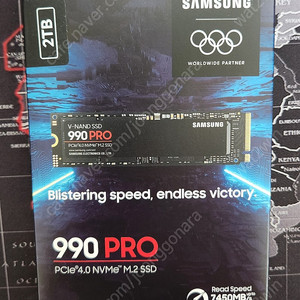 SAMSUNG
2TB
WORLDWIDE PARTNER
V-NAND SSD
990 PRO
PCIe® 4.0 NVMe™ M.2 SSD
SAMSUNG
Blistering speed, endless victory.
990 PRO
PCIe® 4.0 NVMe™ M.2 SSD
Read Speed
7450MB/s